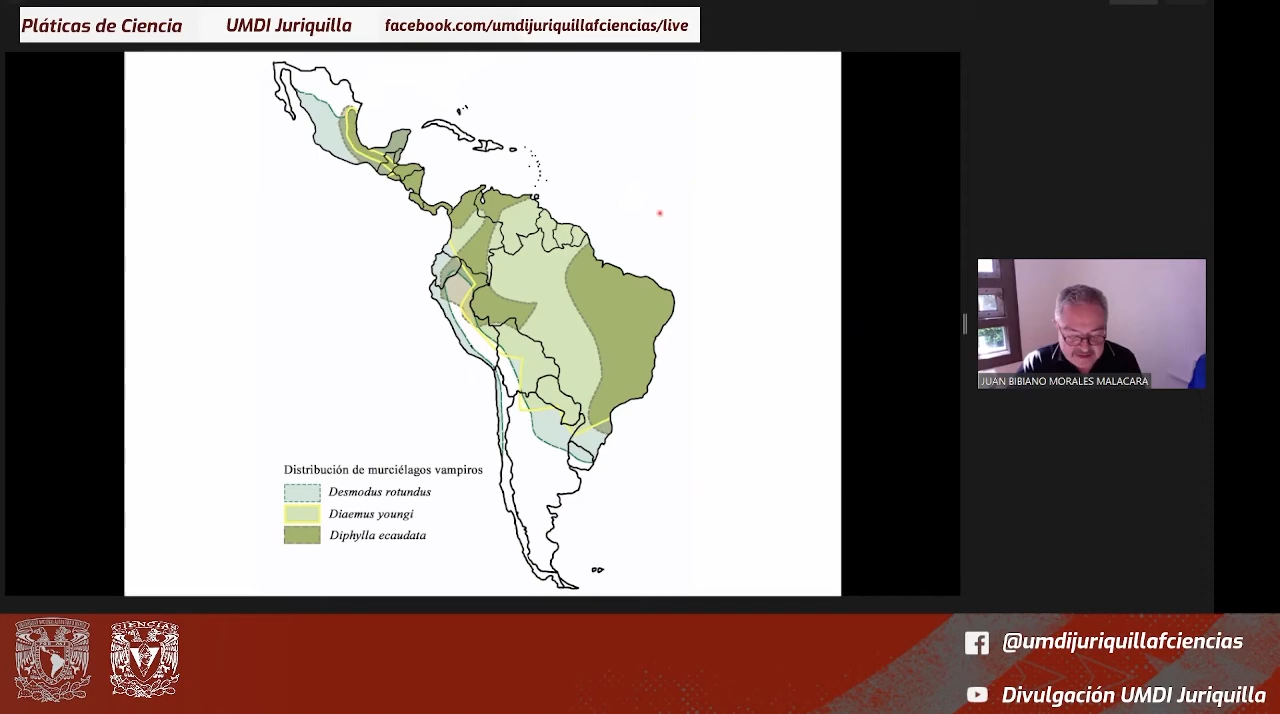 Pláticas de Ciencia
UMDI Juriquilla
facebook.com/umdijuriquillafciencias/live
Distribución de murciélagos vampiros
Desmodus rotundus
Diaemus youngi
Diphylla ecaudata
JUAN BIBIANO MORALES MALACARA
CIENCIAS
@umdijuriquillafciencias
Divulgación UMDI Juriquilla